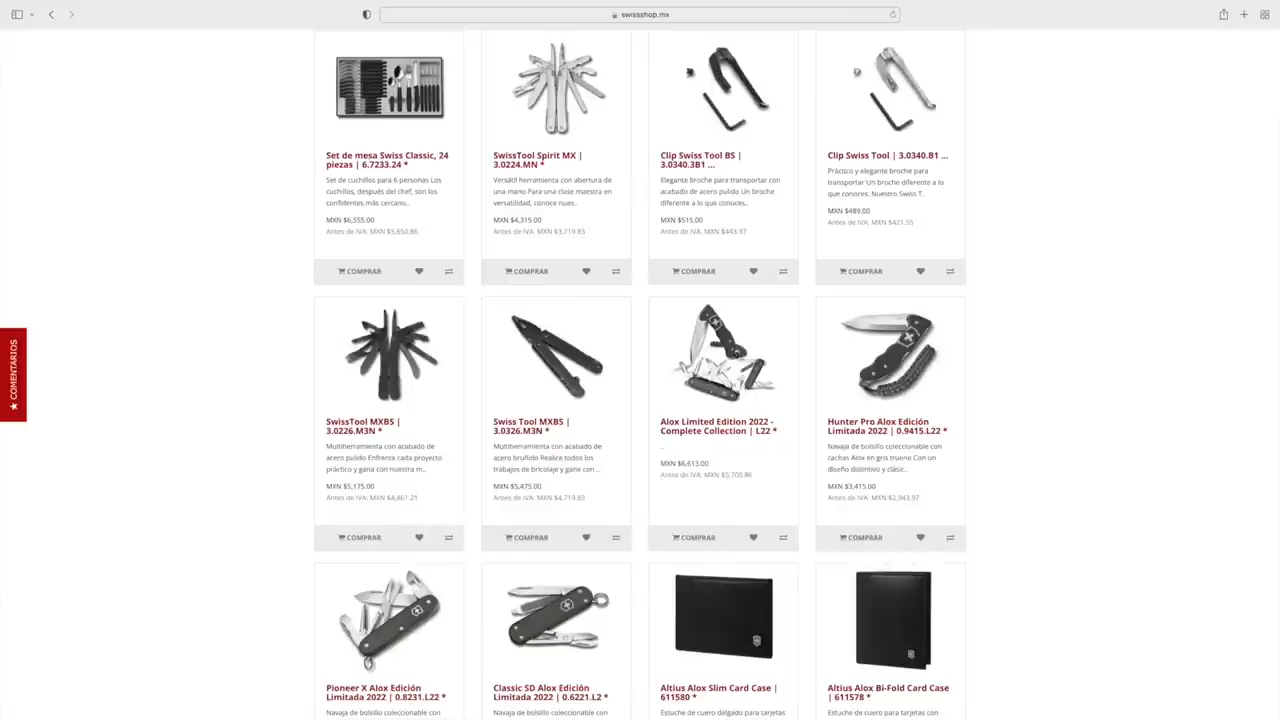 swissshop.mx
★ COMENTARIOS
Set de mesa Swiss Classic, 24
piezas | 6.7233.24 *
Set de cuchillos para 6 personas Los
cuchillos, después del chef, son los
confidentes más cercano..
MXN $6,555.00
Antes de IVA: MXN $5,650.86
COMPRAR
SwissTool Spirit MX |
3.0224.MN *
Versátil herramienta con abertura de
una mano Para una clase maestra en
versatilidad, conoce nues..
MXN $4,315.00
Antes de IVA: MXN $3,719.83
COMPRAR
Clip Swiss Tool BS |
3.0340.3B1 ...
Elegante broche para transportar con
acabado de acero pulido Un broche
diferente a lo que conoces..
MXN $515.00
Antes de IVA: MXN $443.97
COMPRAR
Clip Swiss Tool | 3.0340.B1 ...
Práctico y elegante broche para
transportar Un broche diferente a lo
que conores. Nuestro Swiss T..
MXN $489.00
Antes de IVA: MXN $421.55
COMPRAR
SwissTool MXBS |
3.0226.M3N *
Multiherramienta con acabado de
acero pulido Enfrenta cada proyecto
práctico y gana con nuestra m..
MXN $5,175.00
Antes de IVA: MXN $4,461.21
COMPRAR
Swiss Tool MXBS |
3.0326.M3N *
Multiherramienta con acabado de
acero bruñido Realice todos los
trabajos de bricolaje y gane con ..
MXN $5,475.00
Antes de IVA: MXN $4,719.83
COMPRAR
Alox Limited Edition 2022 -
Complete Collection | L22 *
..
MXN $6,613.00
Antes de IVA: MXN $5,700.86
COMPRAR
Hunter Pro Alox Edición
Limitada 2022 | 0.9415.L22 *
Navaja de bolsillo coleccionable con
cachas Alox en gris trueno Con un
diseño distintivo y clásic..
MXN $3,415.00
Antes de IVA: MXN $2,943.97
COMPRAR
Pioneer X Alox Edición
Limitada 2022 | 0.8231.L22 *
Navaja de bolsillo coleccionable con
Classic SD Alox Edición
Limitada 2022 | 0.6221.L2 *
Navaja de bolsillo coleccionable con
Altius Alox Slim Card Case |
611580 *
Estuche de cuero delgado para tarjetas
Altius Alox Bi-Fold Card Case
| 611578 *
Estuche de cuero para tarjetas con